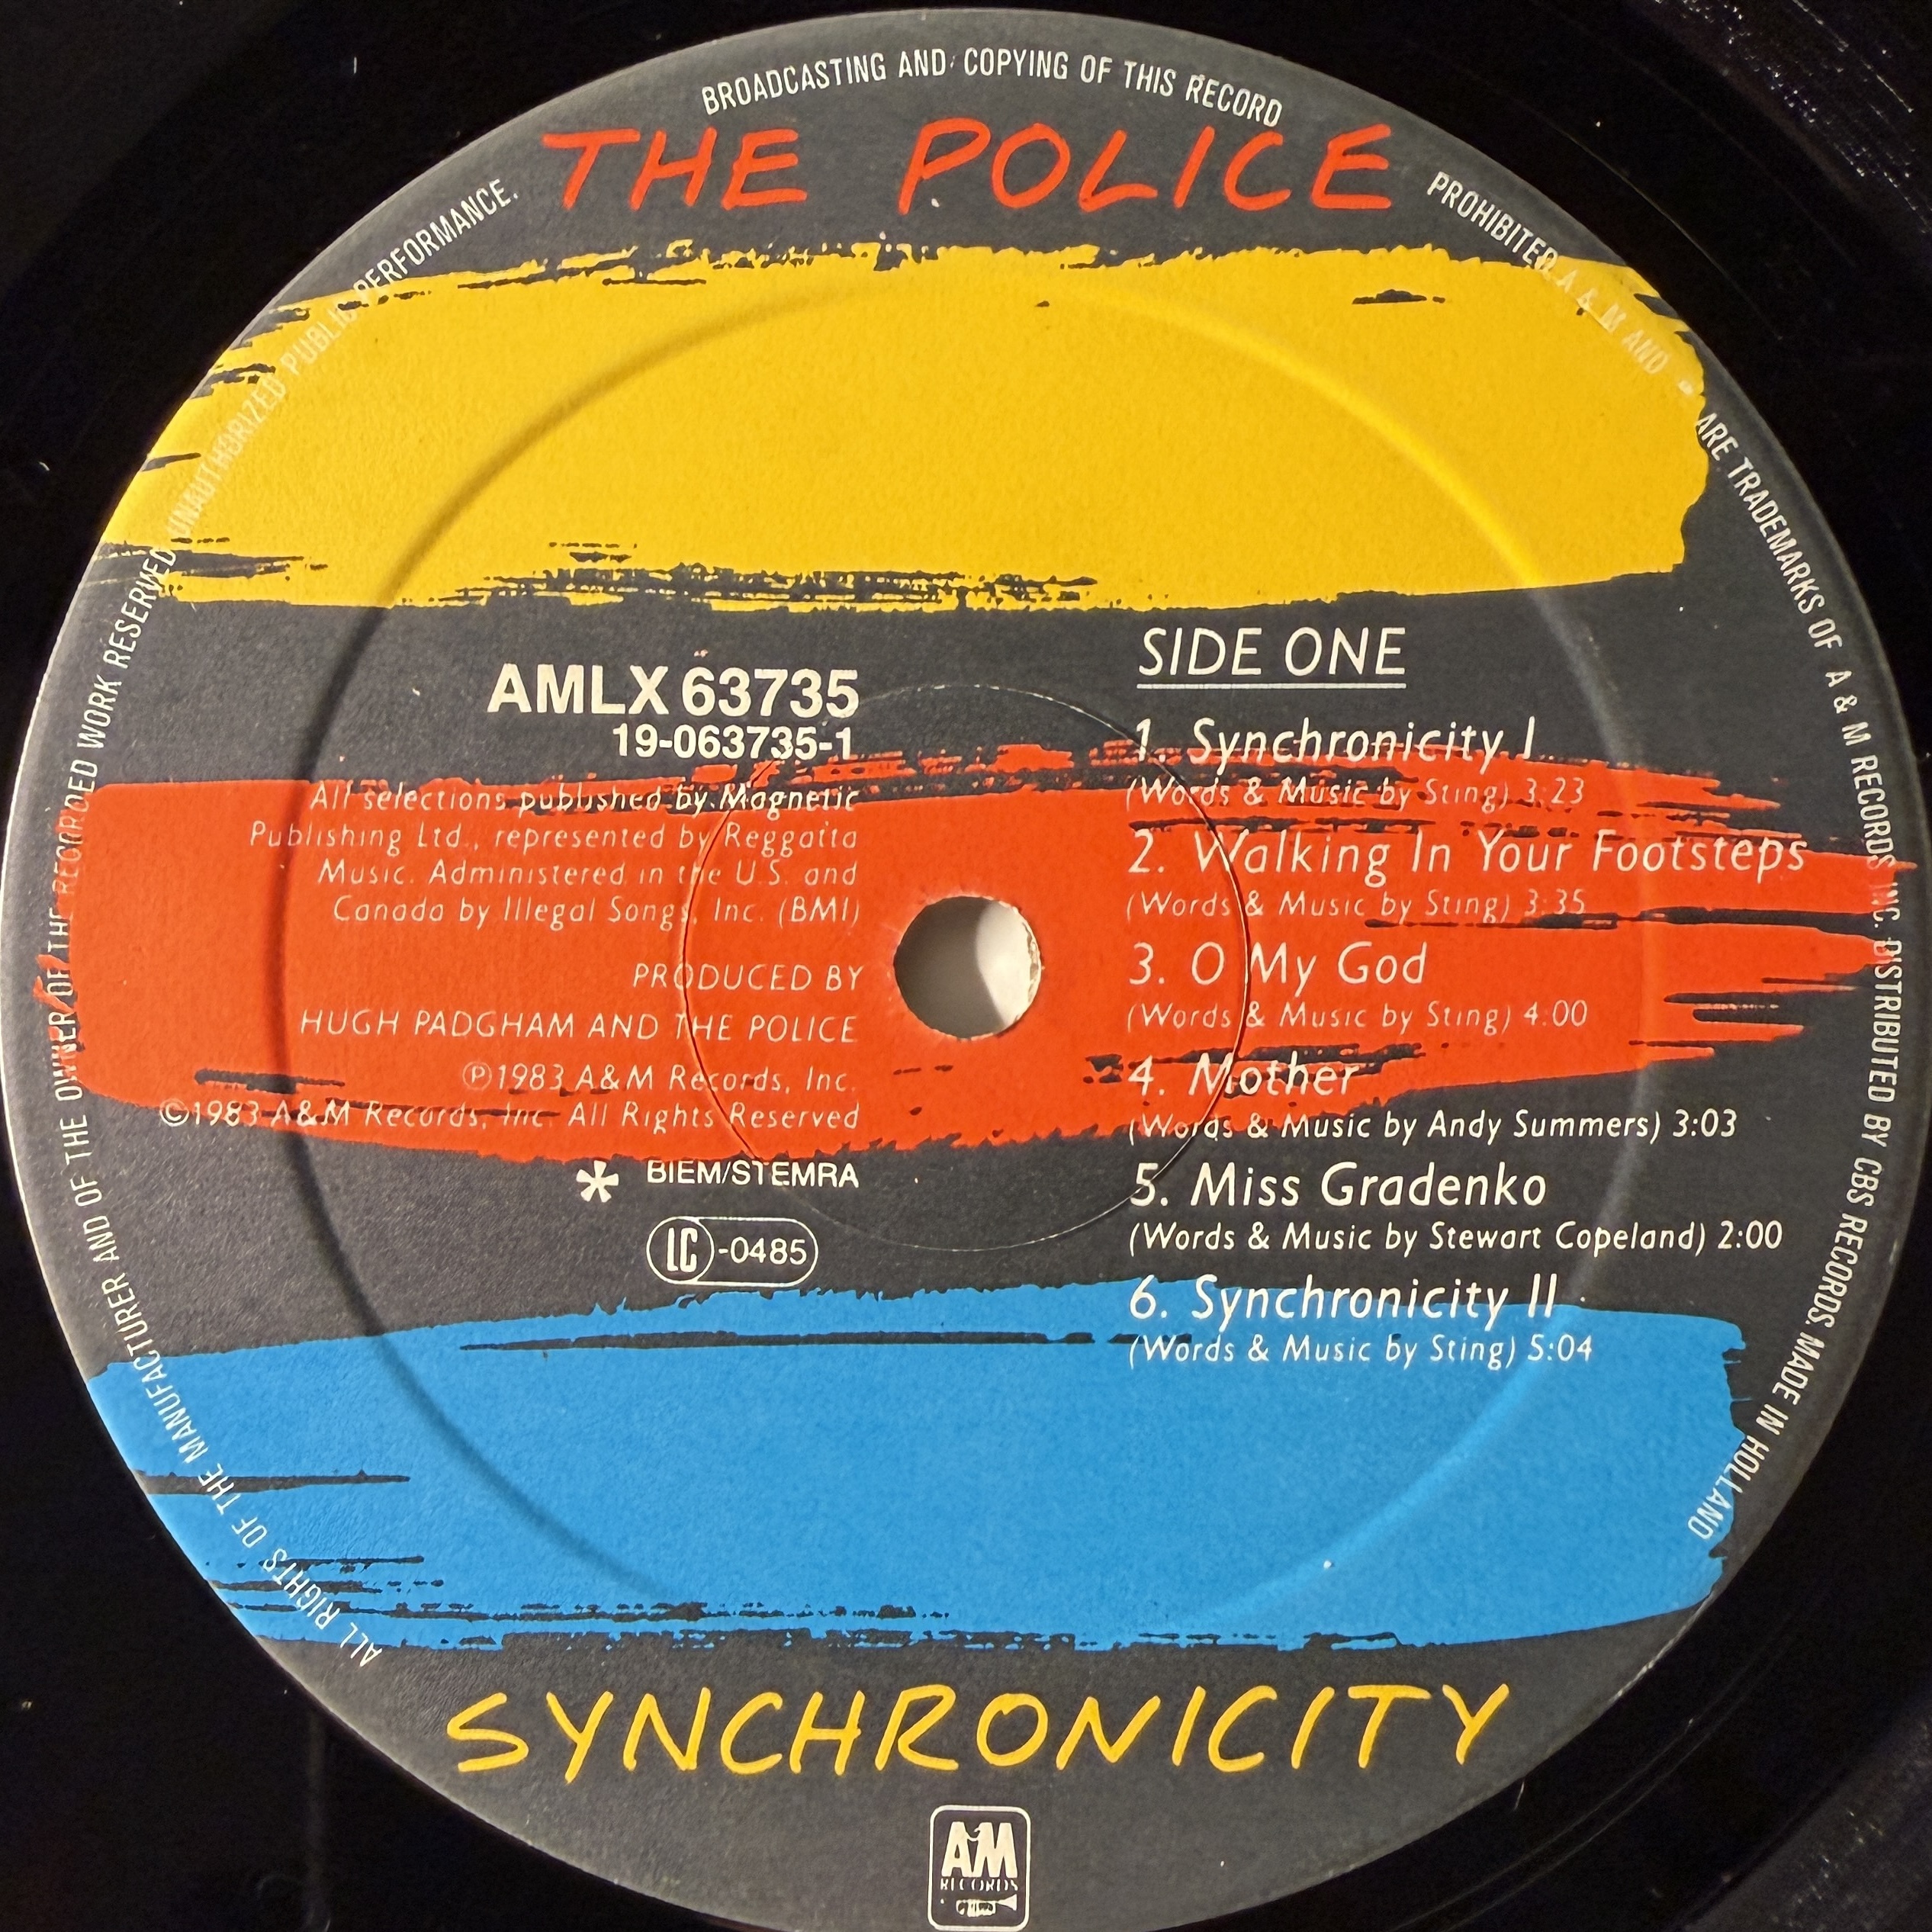 BROADCASTING AND COPYING OF THIS RECORD
PROHIBITED. A & M AND
ARE TRADEMARKS OF A & M RECORDS INC. DISTRIBUTED BY CBS RECORDS. MADE IN HOLLAND
ALL RIGHTS OF THE MANUFACTURER AND OF THE OWNER OF THE RECORDED WORK RESERVED. UNAUTHORIZED PUBLIC PERFORMANCE.
THE POLICE
AMLX 63735
19-063735-1
All selections published by Magnetic
Publishing Ltd., represented by Reggatta
Music. Administered in the U.S. and
Canada by Illegal Songs, Inc. (BMI)
PRODUCED BY
HUGH PADGHAM AND THE POLICE
Ⓟ1983 A&M Records, Inc.
©1983 A&M Records, Inc. All Rights Reserved
* BIEM/STEMRA
LC-0485
SIDE ONE
1. Synchronicity I
(Words & Music by Sting) 3:23
2. Walking In Your Footsteps
(Words & Music by Sting) 3:35
3. O My God
(Words & Music by Sting) 4:00
4. Mother
(Words & Music by Andy Summers) 3:03
5. Miss Gradenko
(Words & Music by Stewart Copeland) 2:00
6. Synchronicity II
(Words & Music by Sting) 5:04
SYNCHRONICITY
A&M
RECORDS